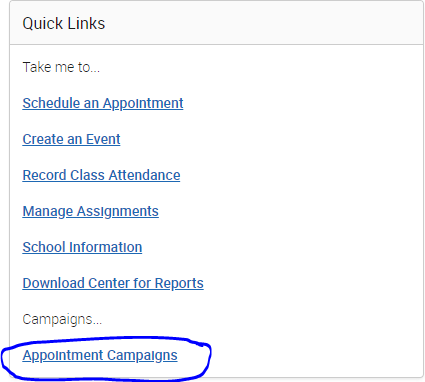 Quick Links
Take me to...
Schedule an Appointment
Create an Event
Record Class Attendance
Manage Assignments
School Information
Download Center for Reports
Campaigns...
Appointment Campaigns